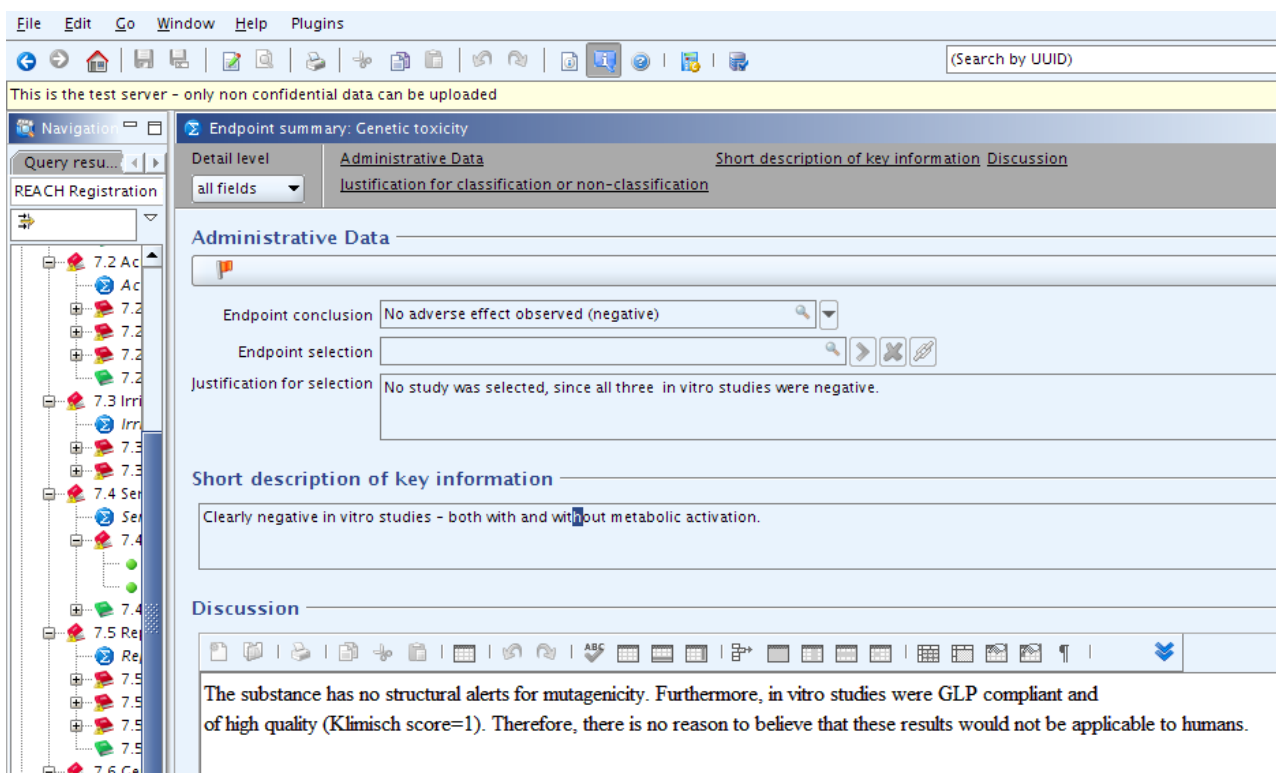 File Edit Go Window Help Plugins
(Search by UUID)
This is the test server - only non confidential data can be uploaded
Navigation
Endpoint summary: Genetic toxicity
Query resu...
Detail level
Administrative Data
Short description of key information
Discussion
REACH Registration
all fields
Justification for classification or non-classification
Administrative Data
7.2 Ac
Ac
7.2
7.2
7.2
7.2
7.3 Irri
Irri
7.3
7.3
7.4 Ser
Ser
7.4
7.4
7.5 Rep
Rep
7.5
7.5
7.5
7.5
7.6 Ce
Endpoint conclusion No adverse effect observed (negative)
Endpoint selection
Justification for selection No study was selected, since all three in vitro studies were negative.
Short description of key information
Clearly negative in vitro studies - both with and without metabolic activation.
Discussion
ABC
The substance has no structural alerts for mutagenicity. Furthermore, in vitro studies were GLP compliant and
of high quality (Klimisch score=1). Therefore, there is no reason to believe that these results would not be applicable to humans.